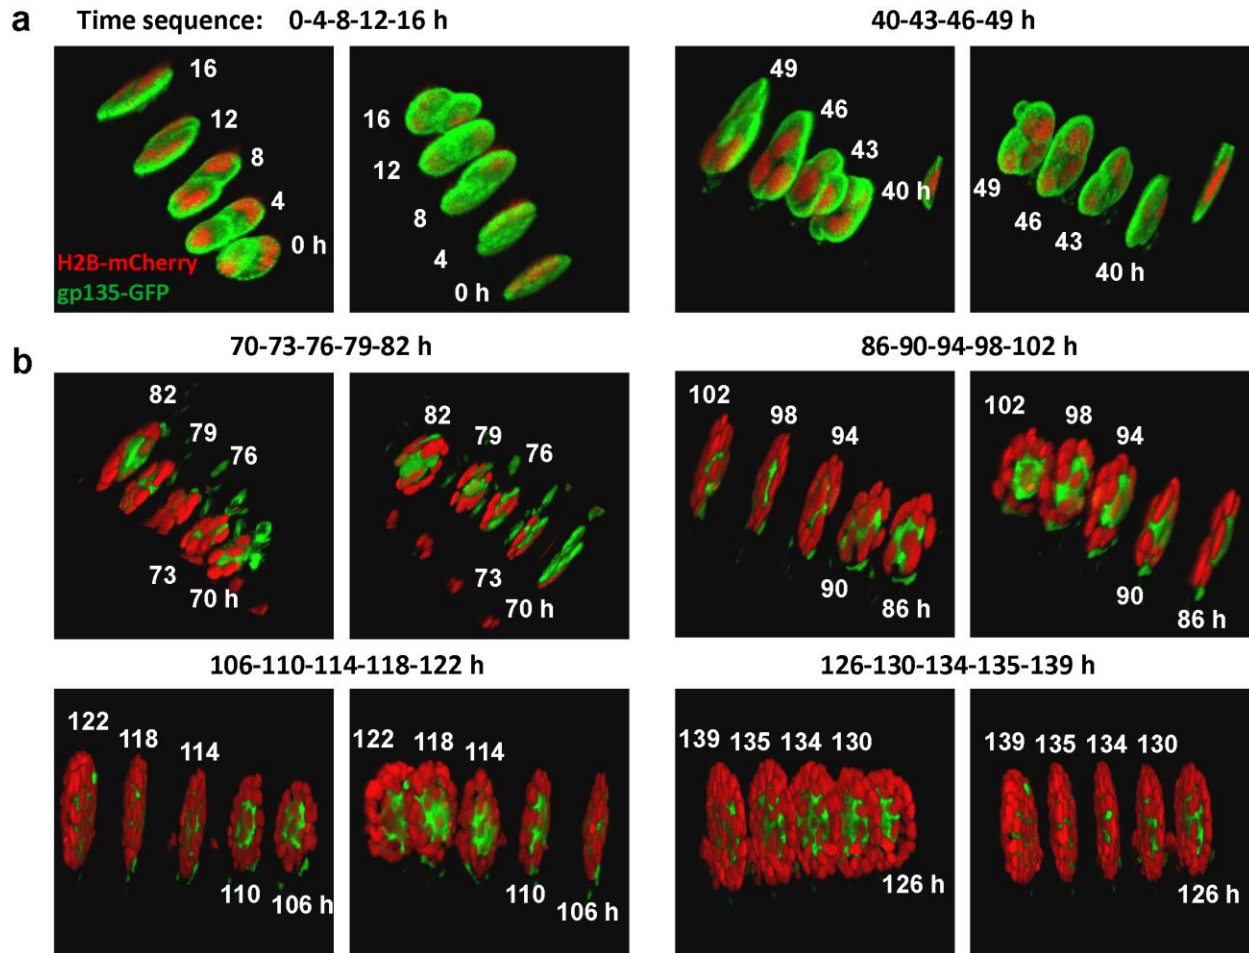 a Time sequence: 0-4-8-12-16 h 40-43-46-49 h
16
12
8
4
0 h
H2B-mCherry
gp135-GFP
16
12
8
4
0 h
49
46
43
40 h
49
46
43
40 h
b 70-73-76-79-82 h 86-90-94-98-102 h
82
79
76
73
70 h
82
79
76
73
70 h
102
98
94
90
86 h
102
98
94
90
86 h
106-110-114-118-122 h 126-130-134-135-139 h
122
118
114
110
106 h
122
118
114
110
106 h
139 135 134 130
126 h
139 135 134 130
126 h